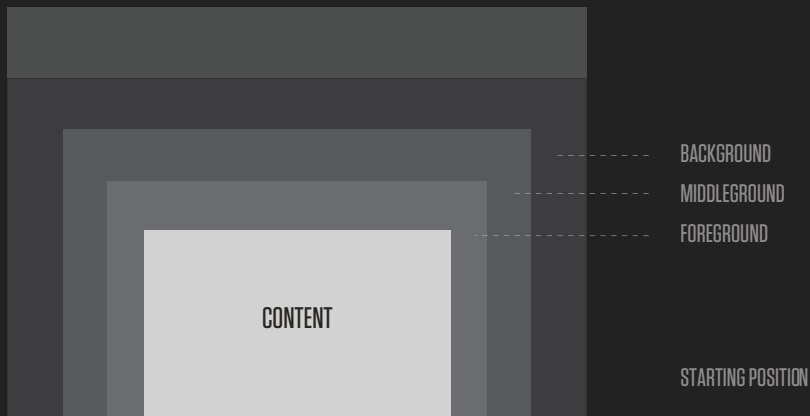 BACKGROUND
MIDDLEGROUND
FOREGROUND
CONTENT
STARTING POSITION